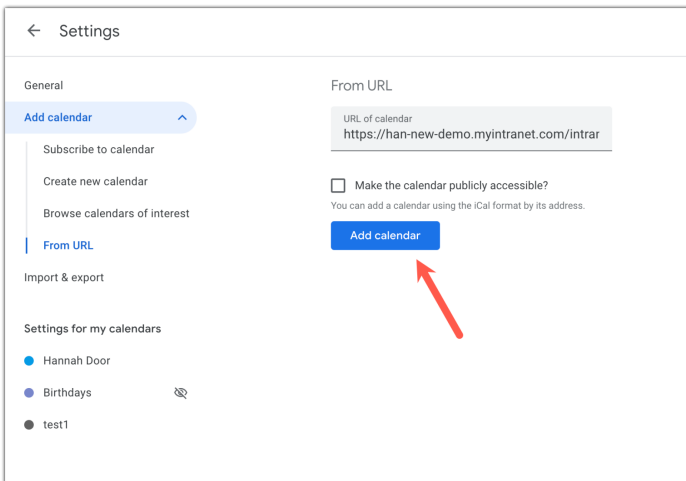 Settings
General
Add calendar
Subscribe to calendar
Create new calendar
Browse calendars of interest
From URL
Import & export
Settings for my calendars
Hannah Door
Birthdays
test1
From URL
URL of calendar
https://han-new-demo.myintranet.com/intrar
Make the calendar publicly accessible?
You can add a calendar using the iCal format by its address.
Add calendar